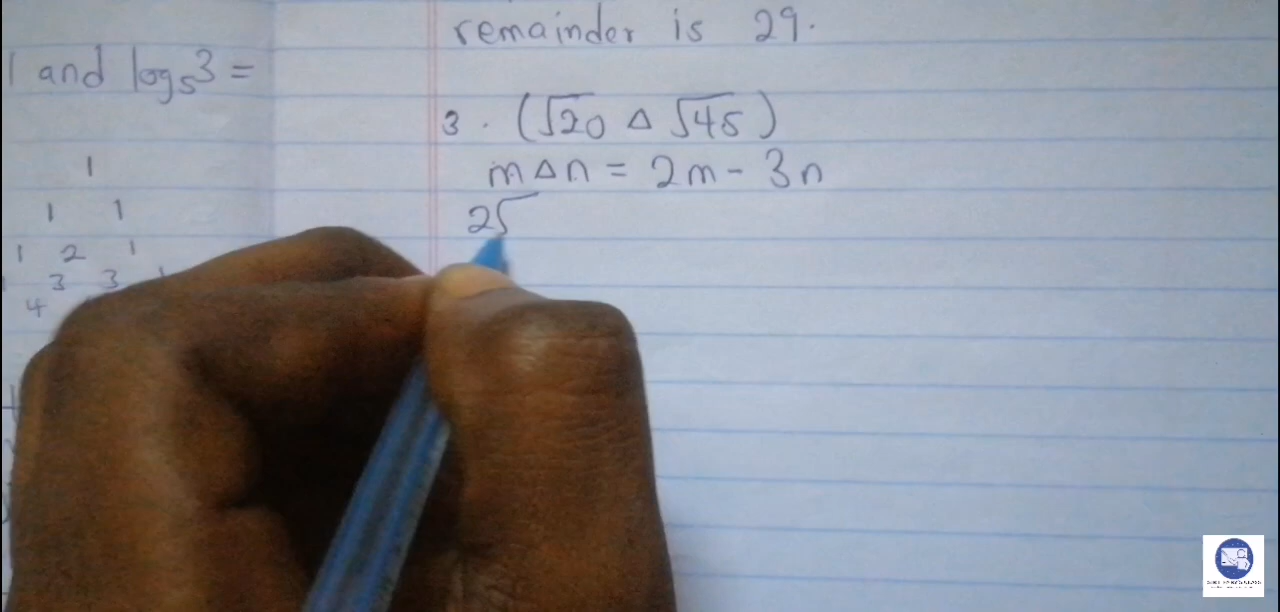 1 and log₅3 =
1
1 1
1 2 1
3 3
4
remainder is 29.
3. (√20 Δ √45)
m Δ n = 2m - 3n
2√